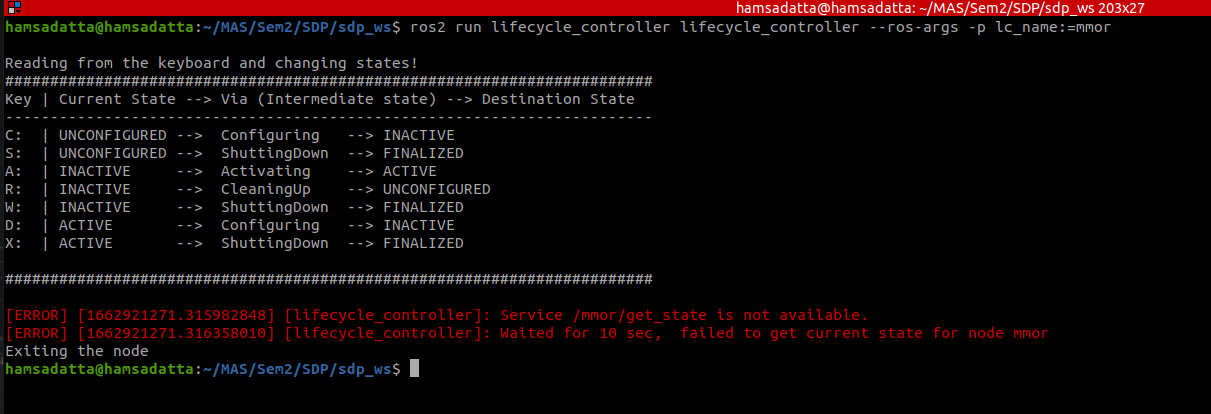 hamsadatta@hamsadatta: ~/MAS/Sem2/SDP/sdp_ws 203x27
hamsadatta@hamsadatta:~/MAS/Sem2/SDP/sdp_ws$ ros2 run lifecycle_controller lifecycle_controller --ros-args -p lc_name:=mmor
Reading from the keyboard and changing states!
########################################################################
Key | Current State --> Via (Intermediate state) --> Destination State
------------------------------------------------------------------------
C:  | UNCONFIGURED -->  Configuring   --> INACTIVE
S:  | UNCONFIGURED -->  ShuttingDown  --> FINALIZED
A:  | INACTIVE     -->  Activating    --> ACTIVE
R:  | INACTIVE     -->  CleaningUp    --> UNCONFIGURED
W:  | INACTIVE     -->  ShuttingDown  --> FINALIZED
D:  | ACTIVE       -->  Configuring   --> INACTIVE
X:  | ACTIVE       -->  ShuttingDown  --> FINALIZED
########################################################################
[ERROR] [1662921271.315982848] [lifecycle_controller]: Service /mmor/get_state is not available.
[ERROR] [1662921271.316358010] [lifecycle_controller]: Waited for 10 sec,  failed to get current state for node mmor
Exiting the node
hamsadatta@hamsadatta:~/MAS/Sem2/SDP/sdp_ws$